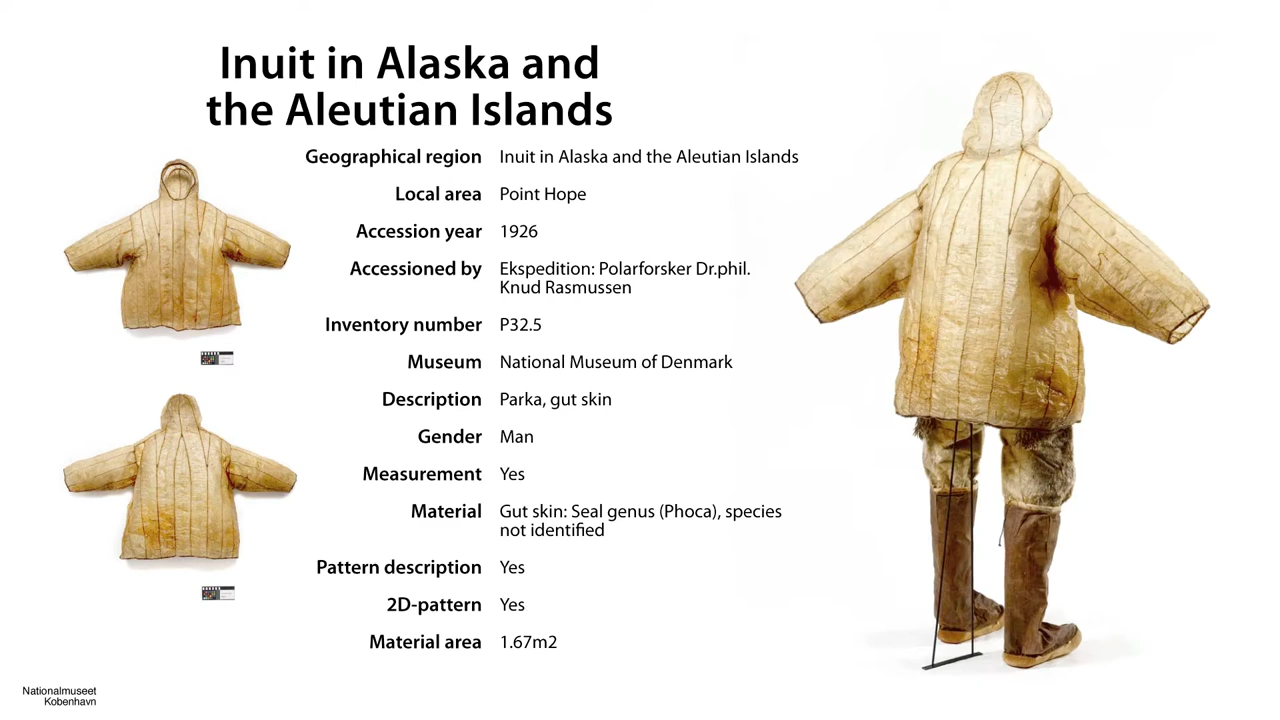 Inuit in Alaska and
the Aleutian Islands
Geographical region Inuit in Alaska and the Aleutian Islands
Local area Point Hope
Accession year 1926
Accessioned by Ekspedition: Polarforsker Dr.phil.
Knud Rasmussen
Inventory number P32.5
Museum National Museum of Denmark
Description Parka, gut skin
Gender Man
Measurement Yes
Material Gut skin: Seal genus (Phoca), species
not identified
Pattern description Yes
2D-pattern Yes
Material area 1.67m2
Nationalmuseet
Kobenhavn